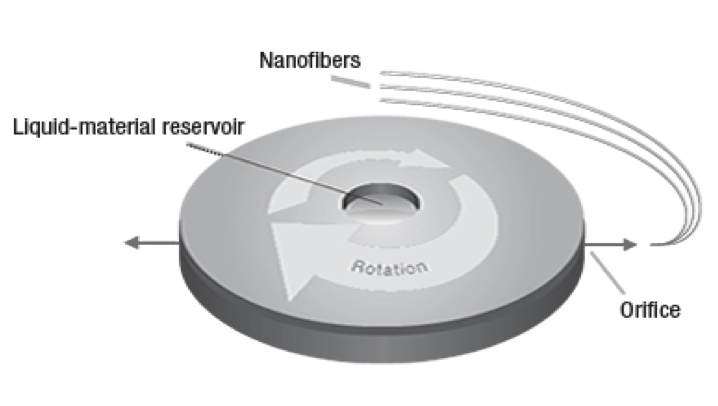 Nanofibers
Liquid-material reservoir
Rotation
Orifice